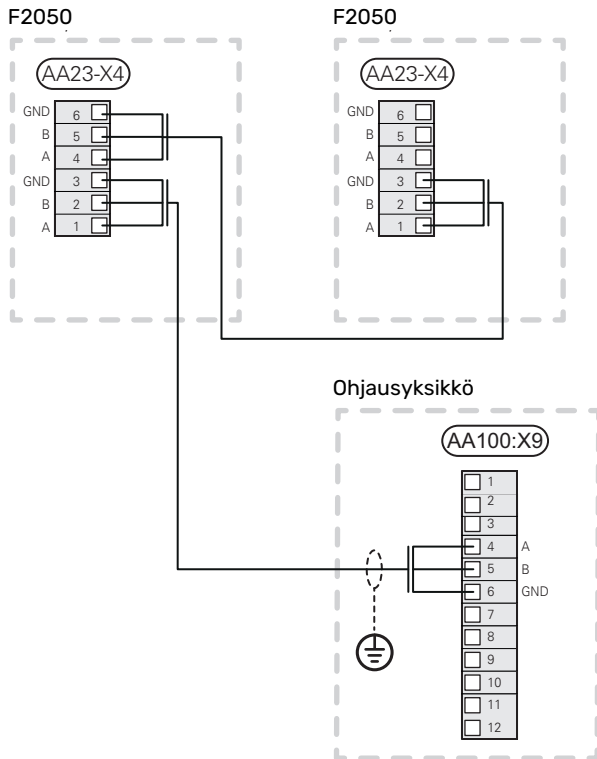 F2050
AA23-X4
GND 6
B 5
A 4
GND 3
B 2
A 1
F2050
AA23-X4
GND 6
B 5
A 4
GND 3
B 2
A 1
Ohjausyksikkö
AA100:X9
1
2
3
4 A
5 B
6 GND
7
8
9
10
11
12